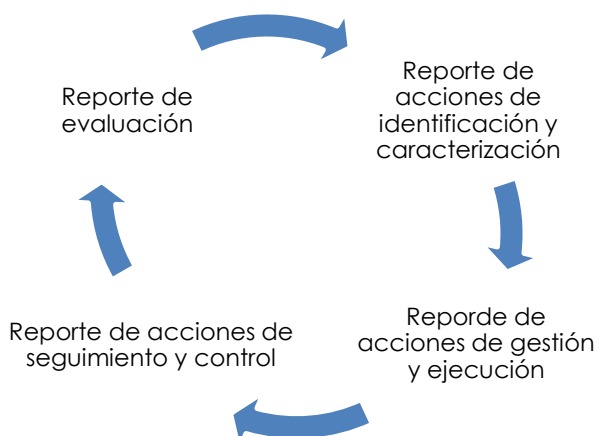 Reporte de
evaluación
Reporte de
acciones de
identificación y
caracterización
Reporde de
acciones de gestión
y ejecución
Reporte de acciones de
seguimiento y control